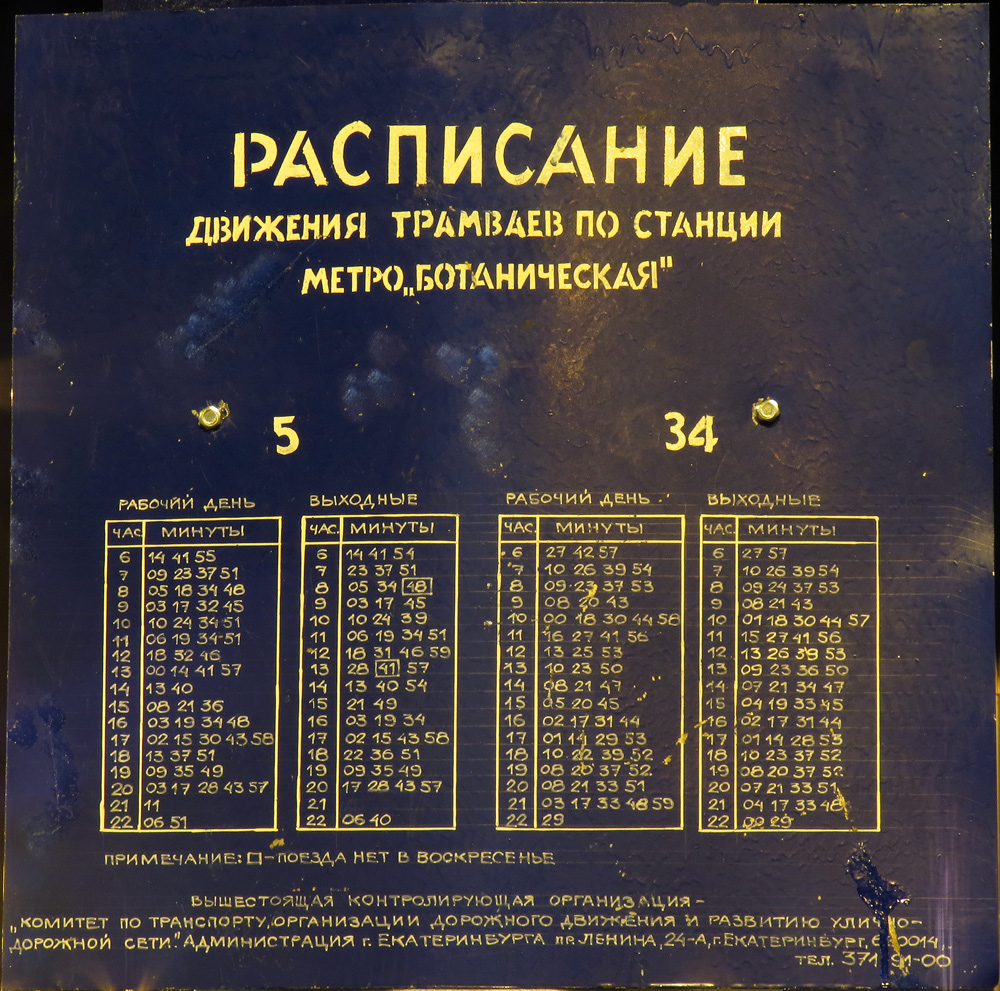 РАСПИСАНИЕ
ДВИЖЕНИЯ ТРАМВАЕВ ПО СТАНЦИИ
МЕТРО„БОТАНИЧЕСКАЯ"
5
РАБОЧИЙ ДЕНЬ
ЧАС МИНУТЫ
6 14 41 55
7 09 23 37 51
8 05 18 34 48
9 03 17 32 45
10 10 24 34 51
11 06 19 34 51
12 18 32 46
13 00 14 41 57
14 13 40
15 08 21 36
16 03 19 34 48
17 02 15 30 43 58
18 13 37 51
19 09 35 49
20 03 17 28 43 57
21 11
22 06 51
ВЫХОДНЫЕ
ЧАС МИНУТЫ
6 14 41 54
7 23 37 51
8 05 34 48
9 03 17 45
10 10 24 39
11 06 19 34 51
12 18 31 46 59
13 28 41 57
14 13 40 54
15 21 49
16 03 19 34
17 02 15 43 58
18 22 36 51
19 09 35 49
20 17 28 43 57
21
22 06 40
34
РАБОЧИЙ ДЕНЬ
ЧАС МИНУТЫ
6 27 42 57
7 10 26 39 54
8 09 23 37 53
9 08 20 43
10 00 18 30 44 58
11 16 27 41 56
12 13 25 53
13 10 23 50
14 08 21 47
15 05 20 45
16 02 17 31 44
17 01 14 29 53
18 10 22 39 52
19 08 20 37 52
20 08 21 33 51
21 03 17 33 48 59
22 29
ВЫХОДНЫЕ
ЧАС МИНУТЫ
6 27 57
7 10 26 39 54
8 09 24 37 53
9 08 21 43
10 01 18 30 44 57
11 15 27 41 56
12 13 26 39 53
13 09 23 36 50
14 07 21 34 47
15 04 19 33 45
16 02 17 31 44
17 01 14 28 53
18 10 23 37 52
19 08 20 37 52
20 07 21 33 51
21 04 17 33 48
22 00 29
ПРИМЕЧАНИЕ: □-ПОЕЗДА НЕТ В ВОСКРЕСЕНЬЕ
ВЫШЕСТОЯЩАЯ КОНТРОЛИРУЮЩАЯ ОРГАНИЗАЦИЯ-
„КОМИТЕТ ПО ТРАНСПОРТУ, ОРГАНИЗАЦИИ ДОРОЖНОГО ДВИЖЕНИЯ И РАЗВИТИЮ
ДОРОЖНОЙ СЕТИ." АДМИНИСТРАЦИЯ г. ЕКАТЕРИНБУРГА пр. ЛЕНИНА, 24-А, г. ЕКАТЕРИНБУРГ,
ТЕЛ. 371 91-00